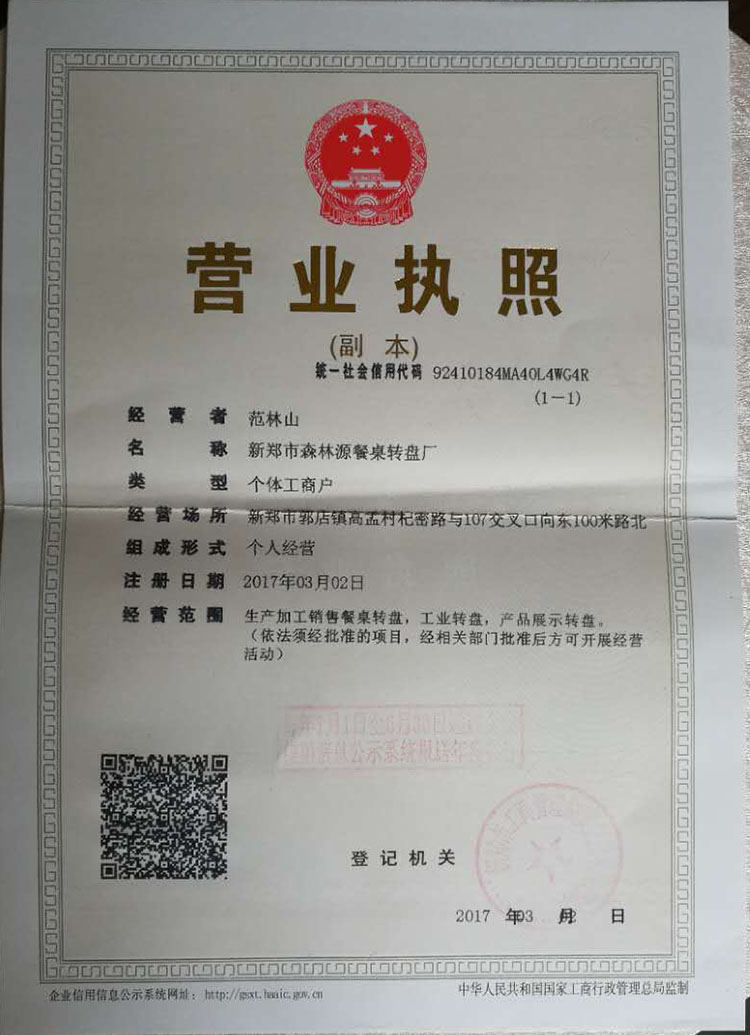 营业执照
(副 本)
统一社会信用代码 92410184MA40L4WG4R
(1-1)
经营者 范林山
名称 新郑市森林源餐桌转盘厂
类型 个体工商户
经营场所 新郑市郭店镇高孟村杞密路与107交叉口向东100米路北
组成形式 个人经营
注册日期 2017年03月02日
经营范围 生产加工销售餐桌转盘，工业转盘，产品展示转盘。
（依法须经批准的项目，经相关部门批准后方可开展经营
活动）
公示系统报送年
登记机关
2017 年03 月02 日
企业信用信息公示系统网址： http://gsxt.haaic.gov.cn
中华人民共和国国家工商行政管理总局监制